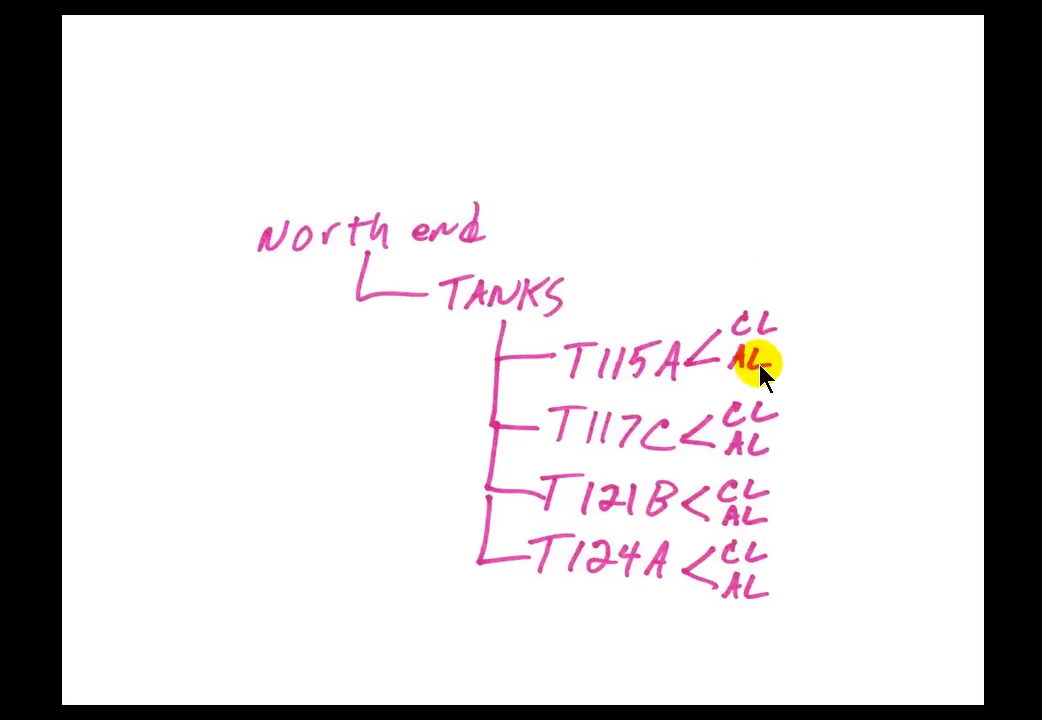 North end
TANKS
T115A < CL
AL
T117C < CL
AL
T121B < CL
AL
T124A < CL
AL